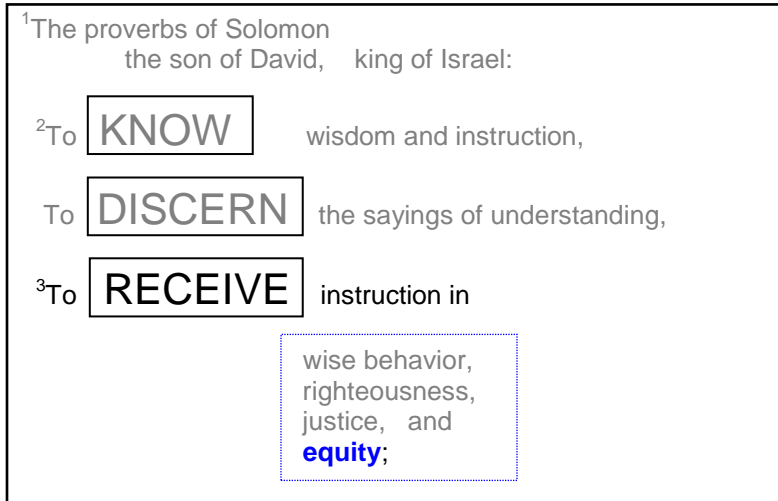 ¹The proverbs of Solomon
the son of David, king of Israel:
²To KNOW wisdom and instruction,
To DISCERN the sayings of understanding,
³To RECEIVE instruction in
wise behavior,
righteousness,
justice, and
equity;